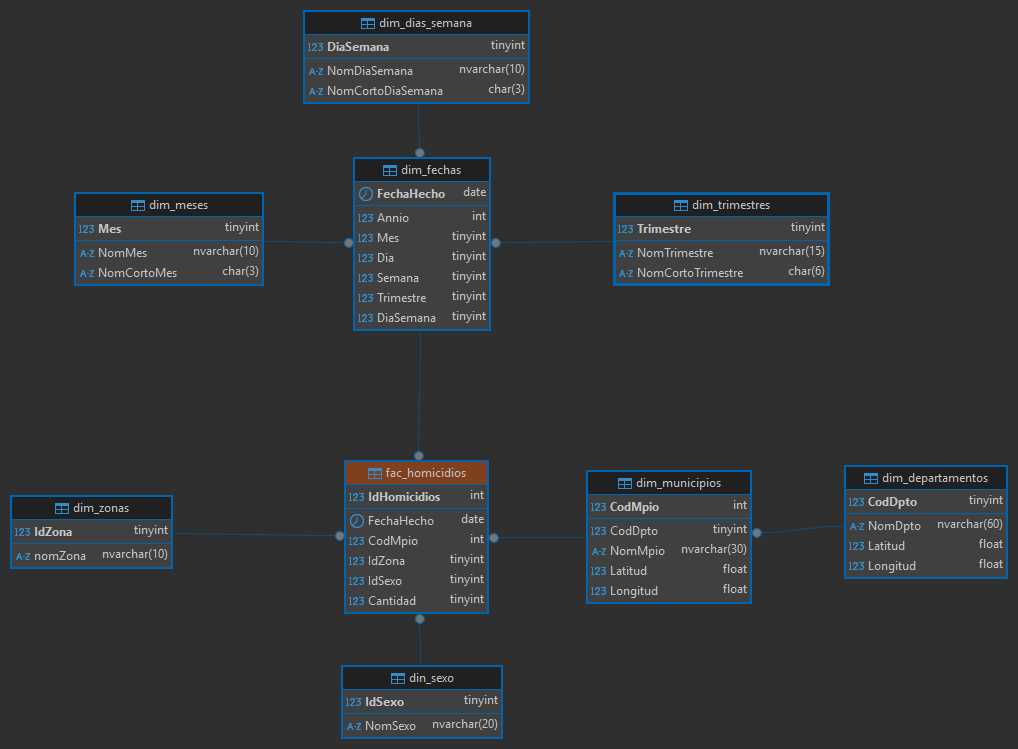 dim_dias_semana
123 DiaSemana tinyint
A-Z NomDiaSemana nvarchar(10)
A-Z NomCortoDiaSemana char(3)
dim_fechas
FechaHecho date
123 Annio int
123 Mes tinyint
123 Dia tinyint
123 Semana tinyint
123 Trimestre tinyint
123 DiaSemana tinyint
dim_meses
123 Mes tinyint
A-Z NomMes nvarchar(10)
A-Z NomCortoMes char(3)
dim_trimestres
123 Trimestre tinyint
A-Z NomTrimestre nvarchar(15)
A-Z NomCortoTrimestre char(6)
fac_homicidios
123 IdHomicidios int
FechaHecho date
123 CodMpio int
123 IdZona tinyint
123 IdSexo tinyint
123 Cantidad tinyint
dim_zonas
123 IdZona tinyint
A-Z nomZona nvarchar(10)
dim_municipios
123 CodMpio int
123 CodDpto tinyint
A-Z NomMpio nvarchar(30)
123 Latitud float
123 Longitud float
dim_departamentos
123 CodDpto tinyint
A-Z NomDpto nvarchar(60)
123 Latitud float
123 Longitud float
din_sexo
123 IdSexo tinyint
A-Z NomSexo nvarchar(20)